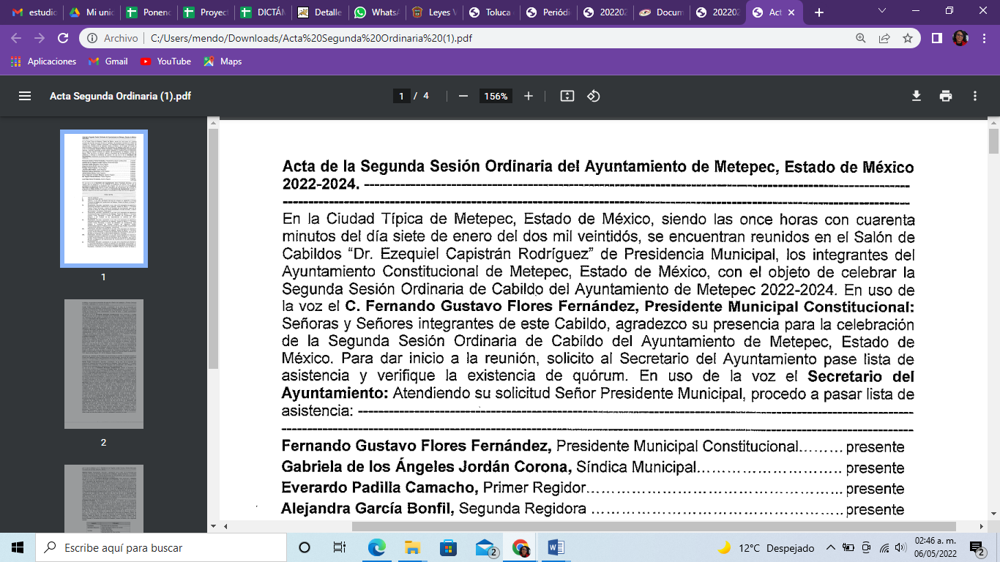 estudio
Mi unic
Ponenc
Proyec
DICTÁN
Detalle
WhatsA
Leyes V
Toluca
Periódi
202202
Docum
202202
Act
Archivo C:/Users/mendo/Downloads/Acta%20Segunda%20Ordinaria%20(1).pdf
Aplicaciones Gmail YouTube Maps
Acta Segunda Ordinaria (1).pdf 1 / 4 156%
1
2
Acta de la Segunda Sesión Ordinaria del Ayuntamiento de Metepec, Estado de México
2022-2024. ---
En la Ciudad Típica de Metepec, Estado de México, siendo las once horas con cuarenta
minutos del día siete de enero del dos mil veintidós, se encuentran reunidos en el Salón de
Cabildos “Dr. Ezequiel Capistrán Rodríguez” de Presidencia Municipal, los integrantes del
Ayuntamiento Constitucional de Metepec, Estado de México, con el objeto de celebrar la
Segunda Sesión Ordinaria de Cabildo del Ayuntamiento de Metepec 2022-2024. En uso de
la voz el C. Fernando Gustavo Flores Fernández, Presidente Municipal Constitucional:
Señoras y Señores integrantes de este Cabildo, agradezco su presencia para la celebración
de la Segunda Sesión Ordinaria de Cabildo del Ayuntamiento de Metepec, Estado de
México. Para dar inicio a la reunión, solicito al Secretario del Ayuntamiento pase lista de
asistencia y verifique la existencia de quórum. En uso de la voz el Secretario del
Ayuntamiento: Atendiendo su solicitud Señor Presidente Municipal, procedo a pasar lista de
asistencia: ---
Fernando Gustavo Flores Fernández, Presidente Municipal Constitucional......... presente
Gabriela de los Ángeles Jordán Corona, Síndica Municipal................................ presente
Everardo Padilla Camacho, Primer Regidor........................................................ presente
Alejandra García Bonfil, Segunda Regidora ....................................................... presente
Escribe aquí para buscar
2
12°C Despejado
02:46 a. m.
06/05/2022
2